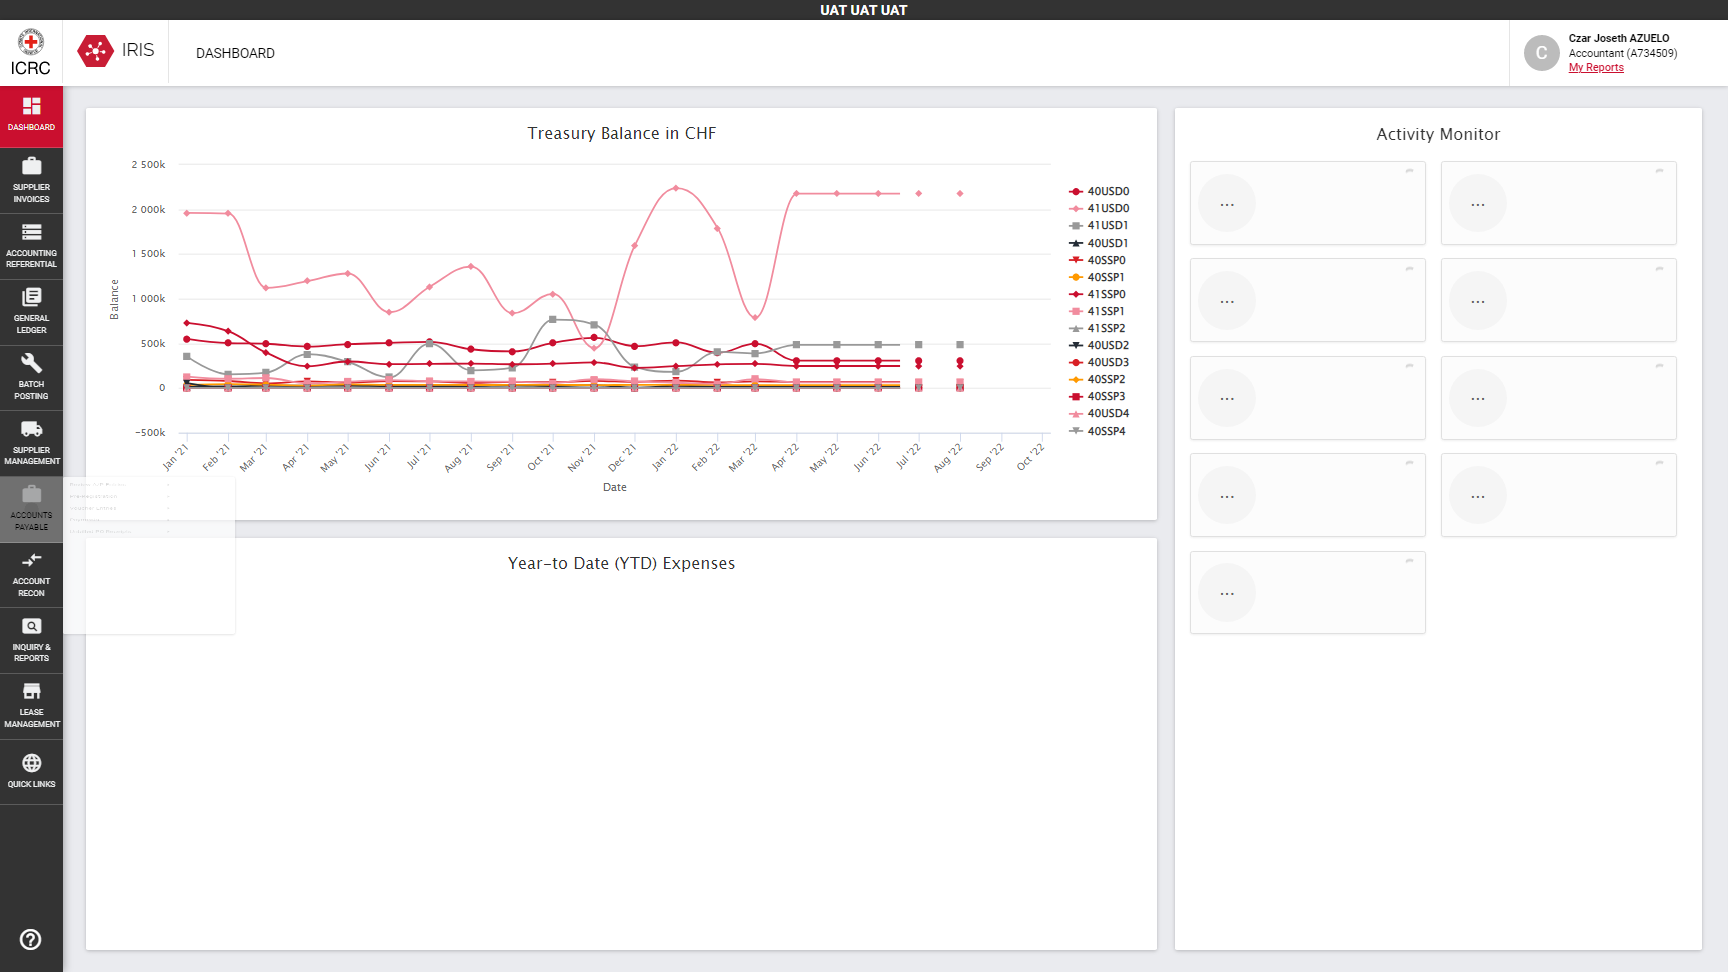 UAT UAT UAT
ICRC
IRIS
DASHBOARD
Czar Joseth AZUELO
Accountant (A734509)
My Reports
DASHBOARD
SUPPLIER
INVOICES
ACCOUNTING
REFERENTIAL
GENERAL
LEDGER
BATCH
POSTING
SUPPLIER
MANAGEMENT
ACCOUNTS
PAYABLE
ACCOUNT
RECON
INQUIRY &
REPORTS
LEASE
MANAGEMENT
QUICK LINKS
Treasury Balance in CHF
Balance
2 500k
2 000k
1 500k
1 000k
500k
0
−500k
Jan '21
Feb '21
Mar '21
Apr '21
May '21
Jun '21
Jul '21
Aug '21
Sep '21
Oct '21
Nov '21
Dec '21
Jan '22
Feb '22
Mar '22
Apr '22
May '22
Jun '22
Jul '22
Aug '22
Sep '22
Oct '22
Date
40USD0
41USD0
41USD1
40USD1
40SSP0
40SSP1
41SSP0
41SSP1
41SSP2
40USD2
40USD3
40SSP2
40SSP3
40USD4
40SSP4
Year-to Date (YTD) Expenses
Activity Monitor
...
...
...
...
...
...
...
...
...